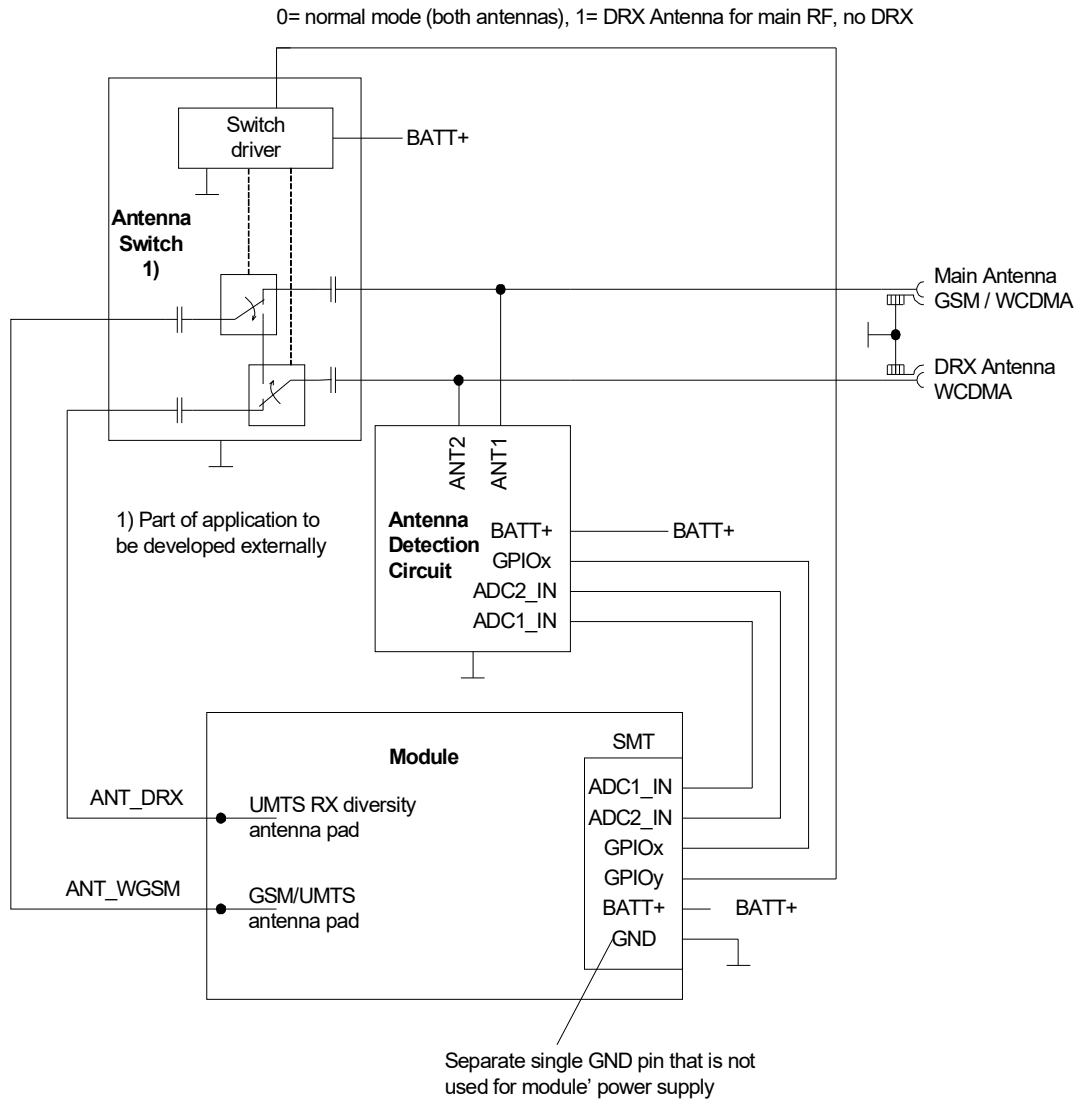 0= normal mode (both antennas), 1= DRX Antenna for main RF, no DRX
Switch
driver
BATT+
Antenna
Switch
1)
Main Antenna
GSM / WCDMA
DRX Antenna
WCDMA
ANT2
ANT1
1) Part of application to
be developed externally
Antenna
Detection
Circuit
BATT+
GPIOx
ADC2_IN
ADC1_IN
BATT+
Module
SMT
ADC1_IN
ADC2_IN
GPIOx
GPIOy
BATT+
GND
BATT+
ANT_DRX
UMTS RX diversity
antenna pad
ANT_WGSM
GSM/UMTS
antenna pad
Separate single GND pin that is not
used for module' power supply